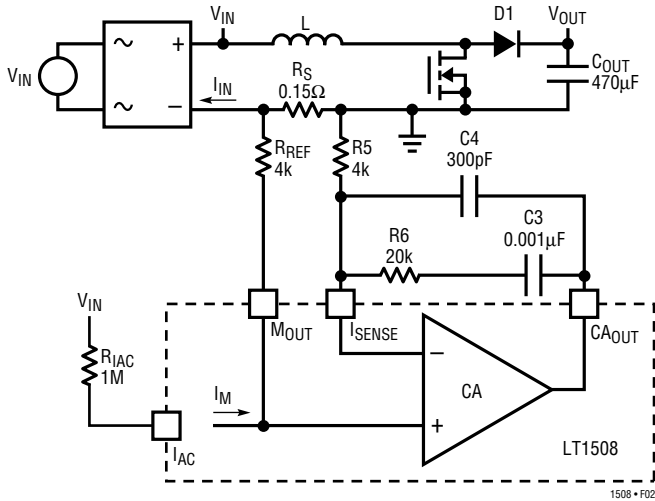 V_IN
L
D1
V_OUT
V_IN
~
+
~
−
I_IN
R_S
0.15Ω
C_OUT
470µF
R_REF
4k
R5
4k
C4
300pF
R6
20k
C3
0.001µF
V_IN
R_IAC
1M
M_OUT
I_SENSE
CA_OUT
I_M
−
CA
+
I_AC
LT1508
1508 • F02